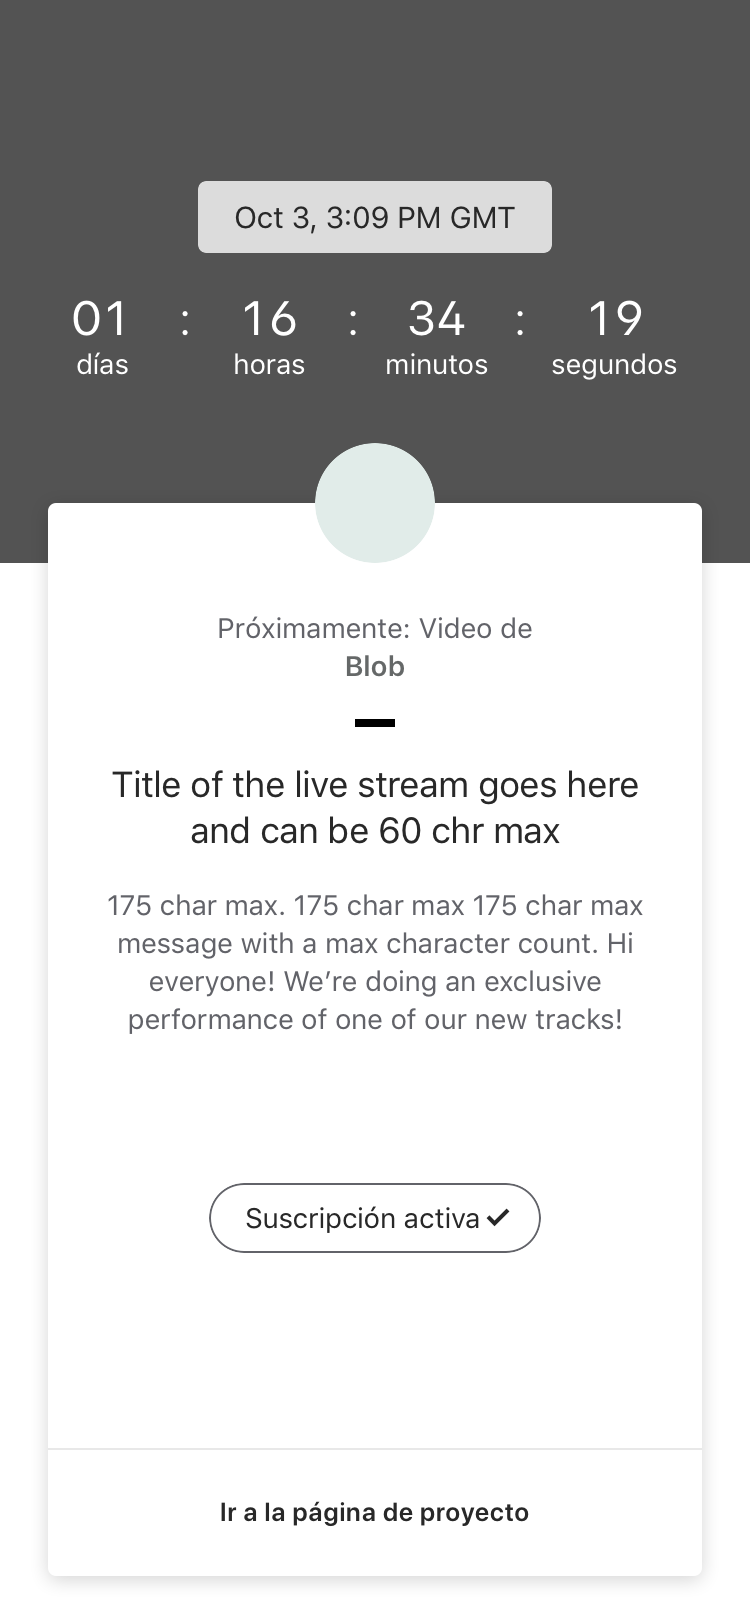 Oct 3, 3:09 PM GMT
01 : 16 : 34 : 19
días horas minutos segundos
Próximamente: Video de
Blob
Title of the live stream goes here
and can be 60 chr max
175 char max. 175 char max 175 char max
message with a max character count. Hi
everyone! We’re doing an exclusive
performance of one of our new tracks!
Suscripción activa ✔
Ir a la página de proyecto